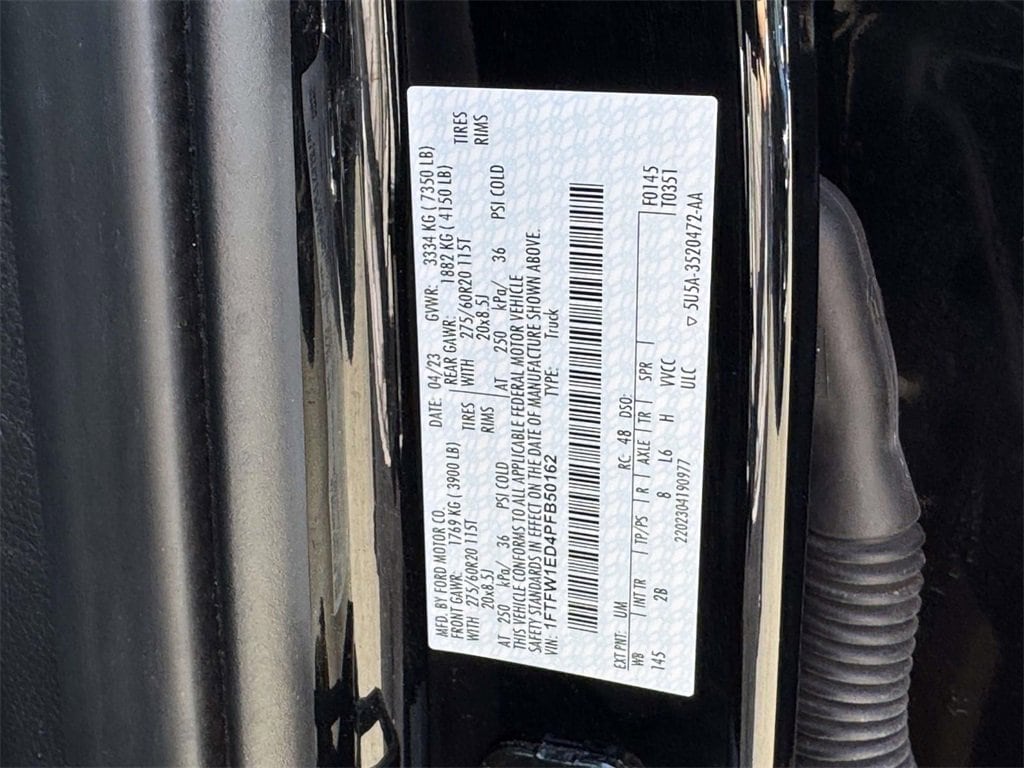 MFD. BY FORD MOTOR CO. DATE: 04/23 GVWR: 3334 KG ( 7350 LB)
FRONT GAWR: 1769 KG ( 3900 LB) REAR GAWR: 1882 KG ( 4150 LB)
WITH 275/60R20 115T TIRES WITH 275/60R20 115T TIRES
20x8.5J RIMS 20x8.5J RIMS
AT 250 kPa/ 36 PSI COLD AT 250 kPa/ 36 PSI COLD
THIS VEHICLE CONFORMS TO ALL APPLICABLE FEDERAL MOTOR VEHICLE
SAFETY STANDARDS IN EFFECT ON THE DATE OF MANUFACTURE SHOWN ABOVE.
VIN: 1FTFW1ED4PFB50162 TYPE: Truck
EXT PNT: UM RC: 48 DSO: F0145
WB INT TR TP/PS R AXLE TR SPR T0351
145 2B 8 L6 H VVCC
2202304190977 ULC ▽ 5U5A-3520472-AA